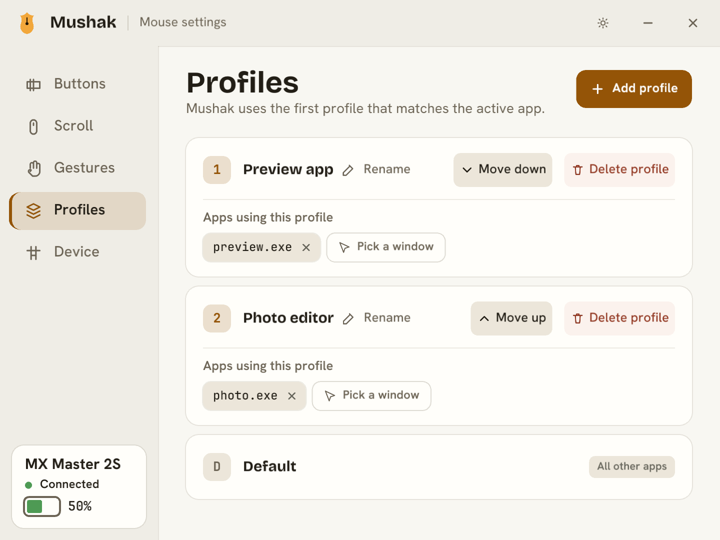 Mushak
Mouse settings
Buttons
Scroll
Gestures
Profiles
Device
MX Master 2S
Connected
50%
Profiles
Mushak uses the first profile that matches the active app.
Add profile
1 Preview app Rename Move down Delete profile
Apps using this profile
preview.exe Pick a window
2 Photo editor Rename Move up Delete profile
Apps using this profile
photo.exe Pick a window
D Default All other apps